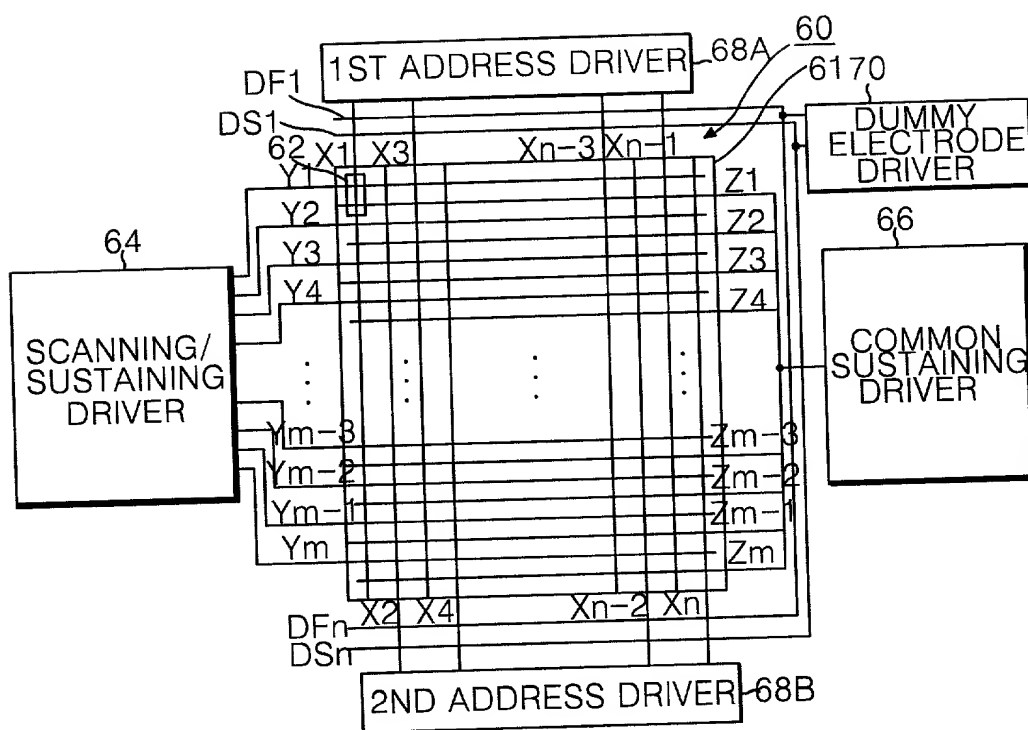 1ST ADDRESS DRIVER
68A
60
DF1
6170
DS1
DUMMY
ELECTRODE
DRIVER
62
X1 X3
Xn-3 Xn-1
Y1
Z1
Y2
Z2
64
66
Y3
Z3
Y4
Z4
SCANNING/
SUSTAINING
DRIVER
COMMON
SUSTAINING
DRIVER
Ym-3
Zm-3
Ym-2
Zm-2
Ym-1
Zm-1
Ym
Zm
X2 X4
Xn-2 Xn
DFn
DSn
2ND ADDRESS DRIVER
68B